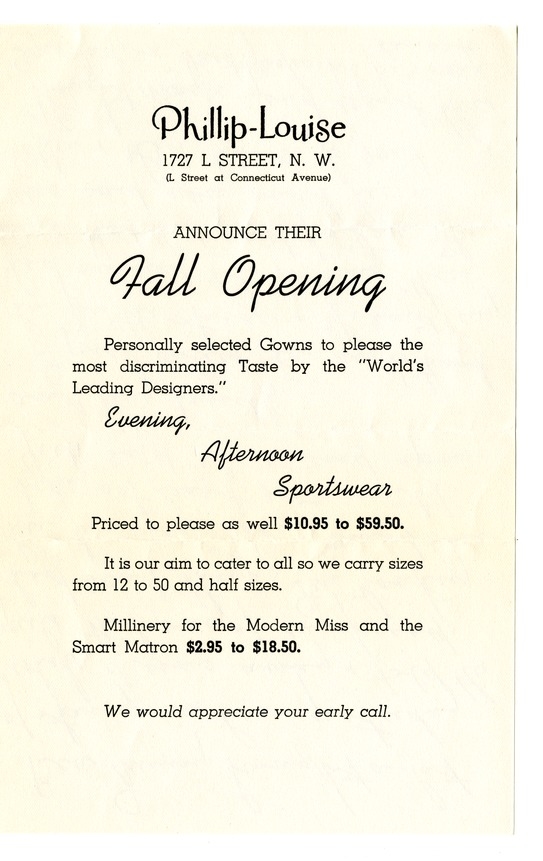 Phillip-Louise
1727 L STREET, N. W.
(L Street at Connecticut Avenue)
ANNOUNCE THEIR
Fall Opening
Personally selected Gowns to please the
most discriminating Taste by the "World's
Leading Designers."
Evening,
Afternoon
Sportswear
Priced to please as well $10.95 to $59.50.
It is our aim to cater to all so we carry sizes
from 12 to 50 and half sizes.
Millinery for the Modern Miss and the
Smart Matron $2.95 to $18.50.
We would appreciate your early call.